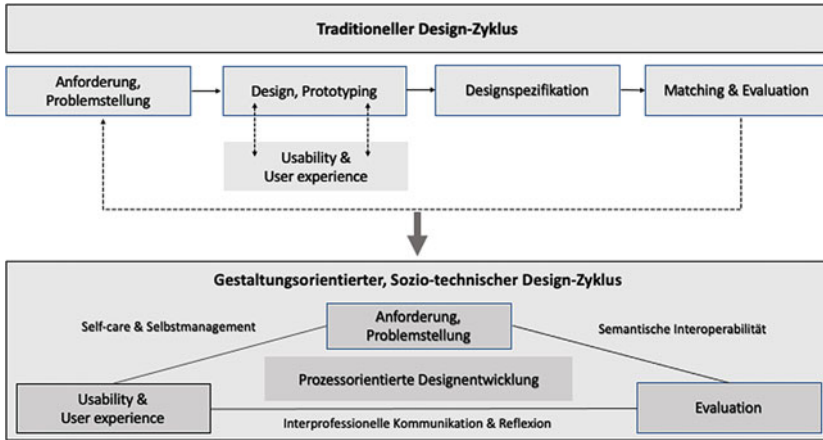 Traditioneller Design-Zyklus
Anforderung,
Problemstellung
Design, Prototyping
Designspezifikation
Matching & Evaluation
Usability &
User experience
Gestaltungsorientierter, Sozio-technischer Design-Zyklus
Anforderung,
Problemstellung
Self-care & Selbstmanagement
Semantische Interoperabilität
Prozessorientierte Designentwicklung
Usability &
User experience
Evaluation
Interprofessionelle Kommunikation & Reflexion